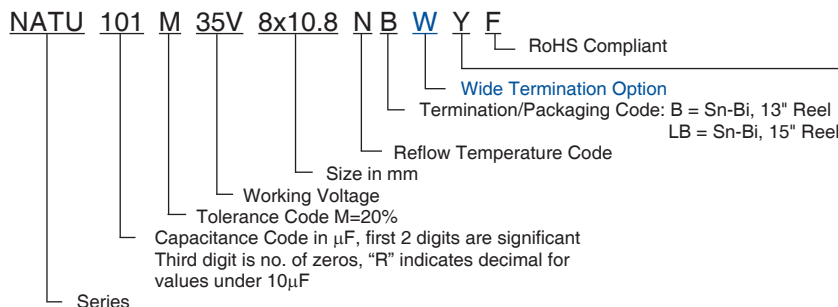 NATU 101 M 35V 8x10.8 N B W Y F
RoHS Compliant
Wide Termination Option
Termination/Packaging Code: B = Sn-Bi, 13" Reel
LB = Sn-Bi, 15" Reel
Reflow Temperature Code
Size in mm
Working Voltage
Tolerance Code M=20%
Capacitance Code in μF, first 2 digits are significant
Third digit is no. of zeros, “R” indicates decimal for
values under 10μF
Series